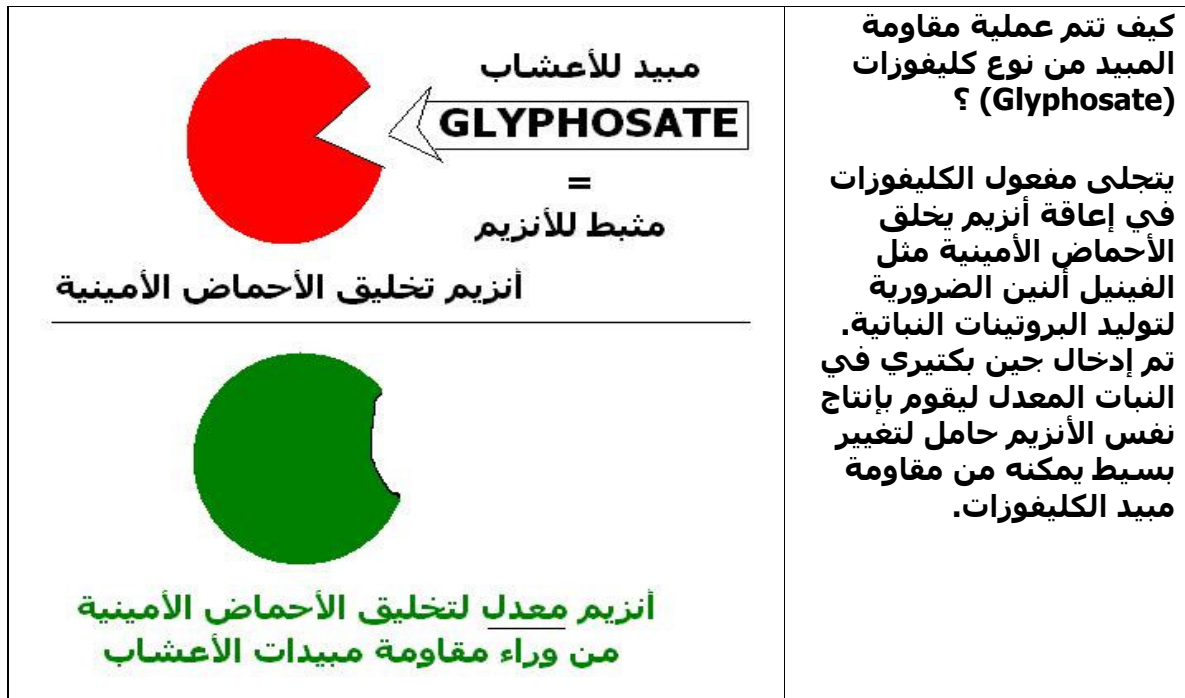 كيف تتم عملية مقاومة
المبيد من نوع كليفوزات
(Glyphosate) ؟
يتجلى مفعول الكليفوزات
في إعاقة أنزيم يخلق
الأحماض الأمينية مثل
الفينيل ألنين الضرورية
لتوليد البروتينات النباتية.
تم إدخال جين بكتيري في
النبات المعدل ليقوم بإنتاج
نفس الأنزيم حامل لتغيير
بسيط يمكنه من مقاومة
مبيد الكليفوزات.
مبيد للأعشاب
GLYPHOSATE
=
مثبط للأنزيم
أنزيم تخليق الأحماض الأمينية
أنزيم معدل لتخليق الأحماض الأمينية
من وراء مقاومة مبيدات الأعشاب